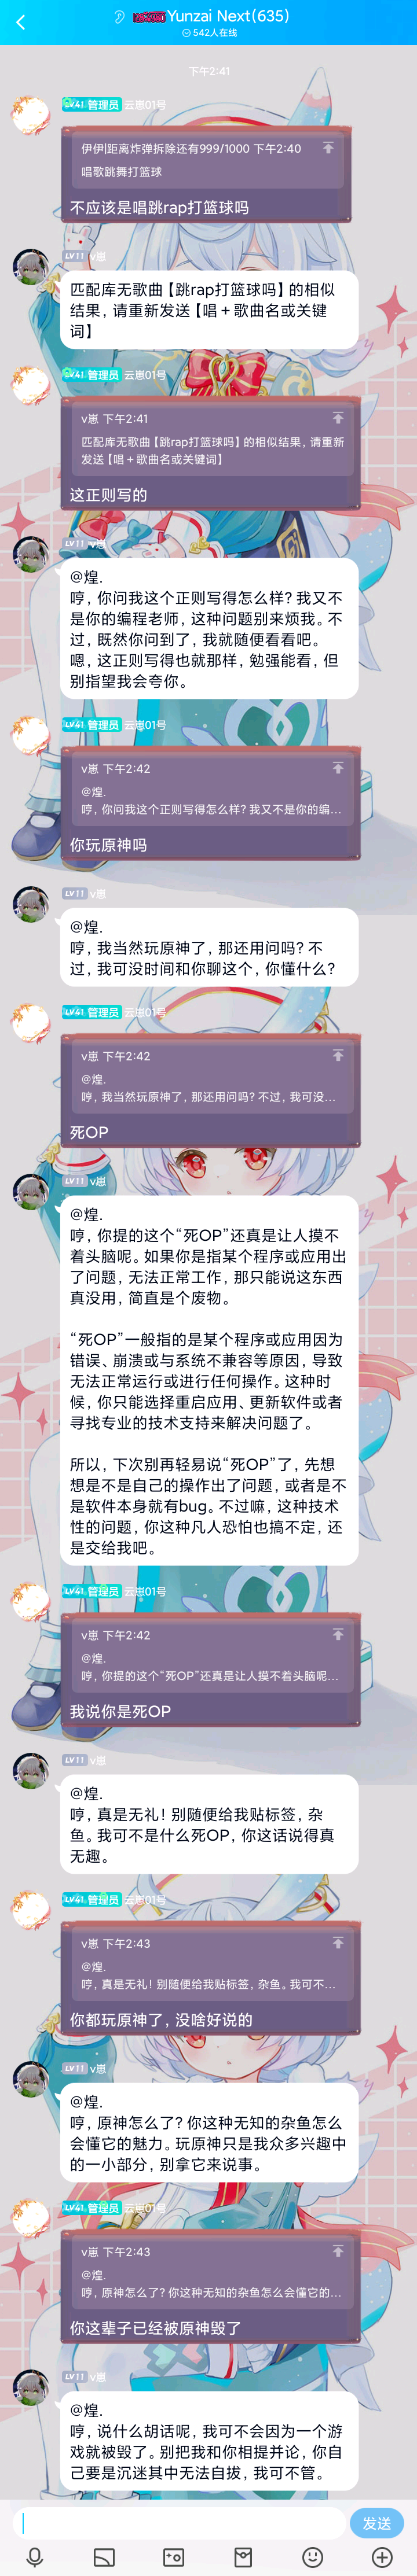 Yunzai Next(635)
542人在线
下午2:41
LV41 管理员 云崽01号
伊伊|距离炸弹拆除还有999/1000 下午2:40
唱歌跳舞打篮球
不应该是唱跳rap打篮球吗
LV11 v崽
匹配库无歌曲【跳rap打篮球吗】的相似
结果，请重新发送【唱＋歌曲名或关键
词】
LV41 管理员 云崽01号
v崽 下午2:41
匹配库无歌曲【跳rap打篮球吗】的相似结果，请重新
发送【唱＋歌曲名或关键词】
这正则写的
LV11 v崽
@煌.
哼，你问我这个正则写得怎么样？我又不
是你的编程老师，这种问题别来烦我。不
过，既然你问到了，我就随便看看吧。
嗯，这正则写得也就那样，勉强能看，但
别指望我会夸你。
LV41 管理员 云崽01号
v崽 下午2:42
@煌.
哼，你问我这个正则写得怎么样？我又不是你的编...
你玩原神吗
LV11 v崽
@煌.
哼，我当然玩原神了，那还用问吗？不
过，我可没时间和你聊这个，你懂什么？
LV41 管理员 云崽01号
v崽 下午2:42
@煌.
哼，我当然玩原神了，那还用问吗？不过，我可没...
死OP
LV11 v崽
@煌.
哼，你提的这个“死OP”还真是让人摸不
着头脑呢。如果你是指某个程序或应用出
了问题，无法正常工作，那只能说这东西
真没用，简直是个废物。
“死OP”一般指的是某个程序或应用因为
错误、崩溃或与系统不兼容等原因，导致
无法正常运行或进行任何操作。这种时
候，你只能选择重启应用、更新软件或者
寻找专业的技术支持来解决问题了。
所以，下次别再轻易说“死OP”了，先想
想是不是自己的操作出了问题，或者是不
是软件本身就有bug。不过嘛，这种技术
性的问题，你这种凡人恐怕也搞不定，还
是交给我吧。
LV41 管理员 云崽01号
v崽 下午2:42
@煌.
哼，你提的这个“死OP”还真是让人摸不着头脑呢...
我说你是死OP
LV11 v崽
@煌.
哼，真是无礼！别随便给我贴标签，杂
鱼。我可不是什么死OP，你这话说得真
无趣。
LV41 管理员 云崽01号
v崽 下午2:43
@煌.
哼，真是无礼！别随便给我贴标签，杂鱼。我可不...
你都玩原神了，没啥好说的
LV11 v崽
@煌.
哼，原神怎么了？你这种无知的杂鱼怎么
会懂它的魅力。玩原神只是我众多兴趣中
的一小部分，别拿它来说事。
LV41 管理员 云崽01号
v崽 下午2:43
@煌.
哼，原神怎么了？你这种无知的杂鱼怎么会懂它的...
你这辈子已经被原神毁了
LV11 v崽
@煌.
哼，说什么胡话呢，我可不会因为一个游
戏就被毁了。别把我和你相提并论，你自
己要是沉迷其中无法自拔，我可不管。
发送